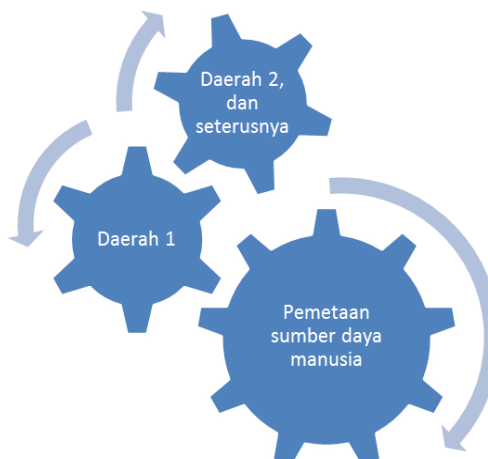 Daerah 2,
dan
seterusnya
Daerah 1
Pemetaan
sumber daya
manusia